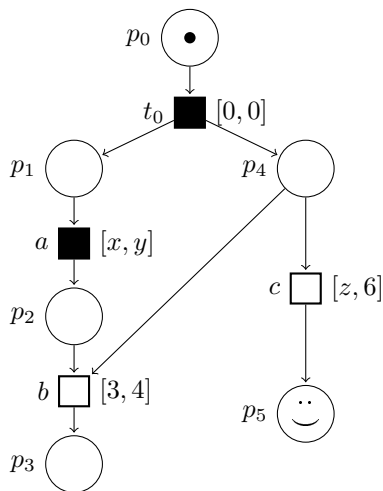 p₀
t₀ [0, 0]
p₁ p₄
a [x, y]
c [z, 6]
p₂
b [3, 4]
p₅
p₃